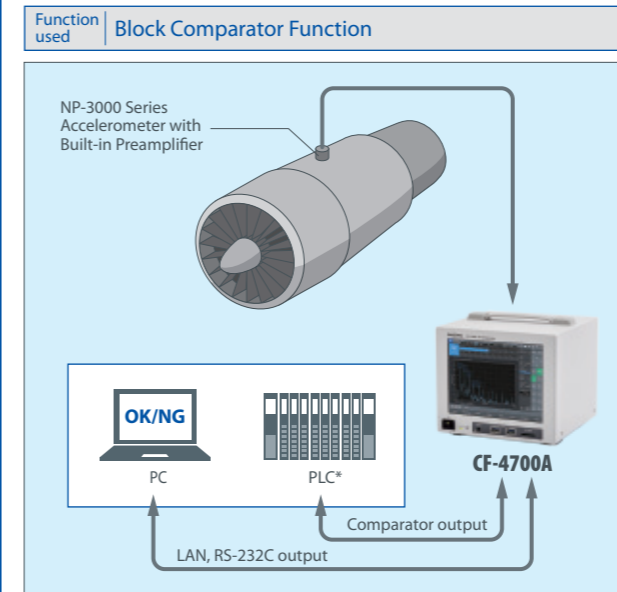 Function
used
Block Comparator Function
NP-3000 Series
Accelerometer with
Built-in Preamplifier
OK/NG
PC
PLC*
CF-4700A
Comparator output
LAN, RS-232C output